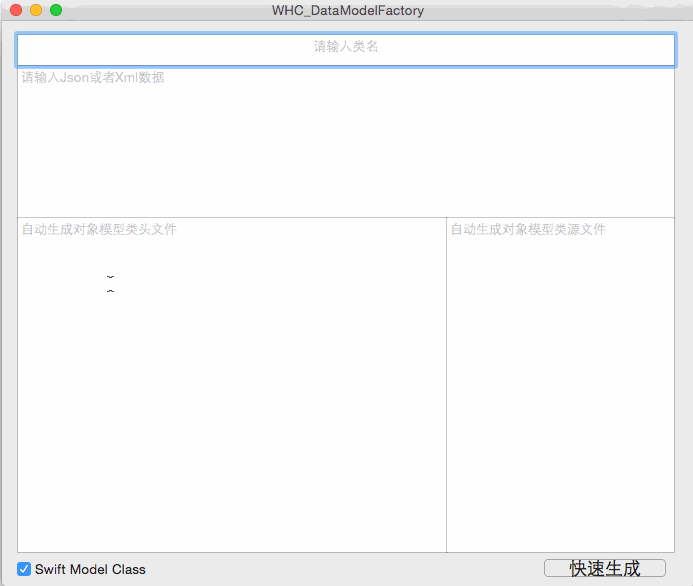 WHC_DataModelFactory
请输入类名
请输入Json或者Xml数据
自动生成对象模型类头文件
自动生成对象模型类源文件
Swift Model Class
快速生成